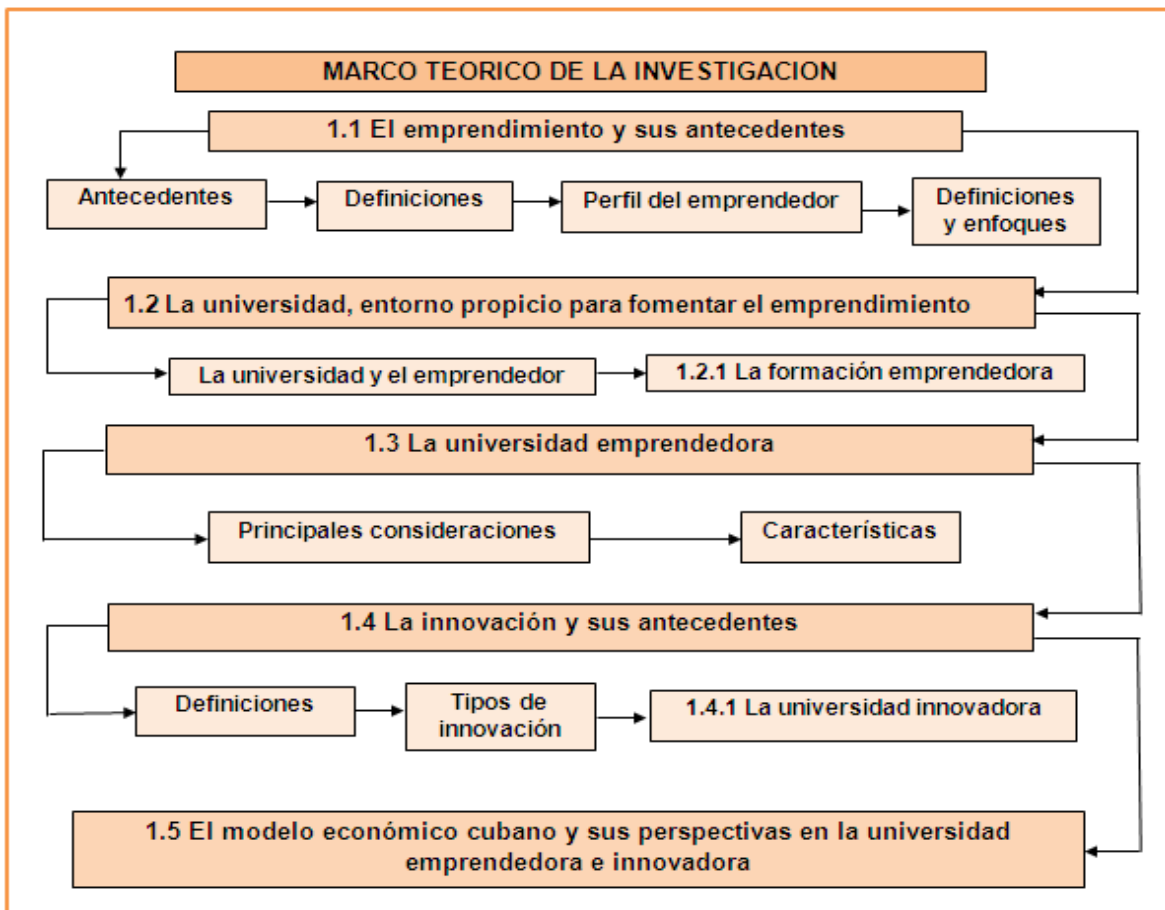 MARCO TEORICO DE LA INVESTIGACION
1.1 El emprendimiento y sus antecedentes
Antecedentes
Definiciones
Perfil del emprendedor
Definiciones
y enfoques
1.2 La universidad, entorno propicio para fomentar el emprendimiento
La universidad y el emprendedor
1.2.1 La formación emprendedora
1.3 La universidad emprendedora
Principales consideraciones
Características
1.4 La innovación y sus antecedentes
Definiciones
Tipos de
innovación
1.4.1 La universidad innovadora
1.5 El modelo económico cubano y sus perspectivas en la universidad
emprendedora e innovadora